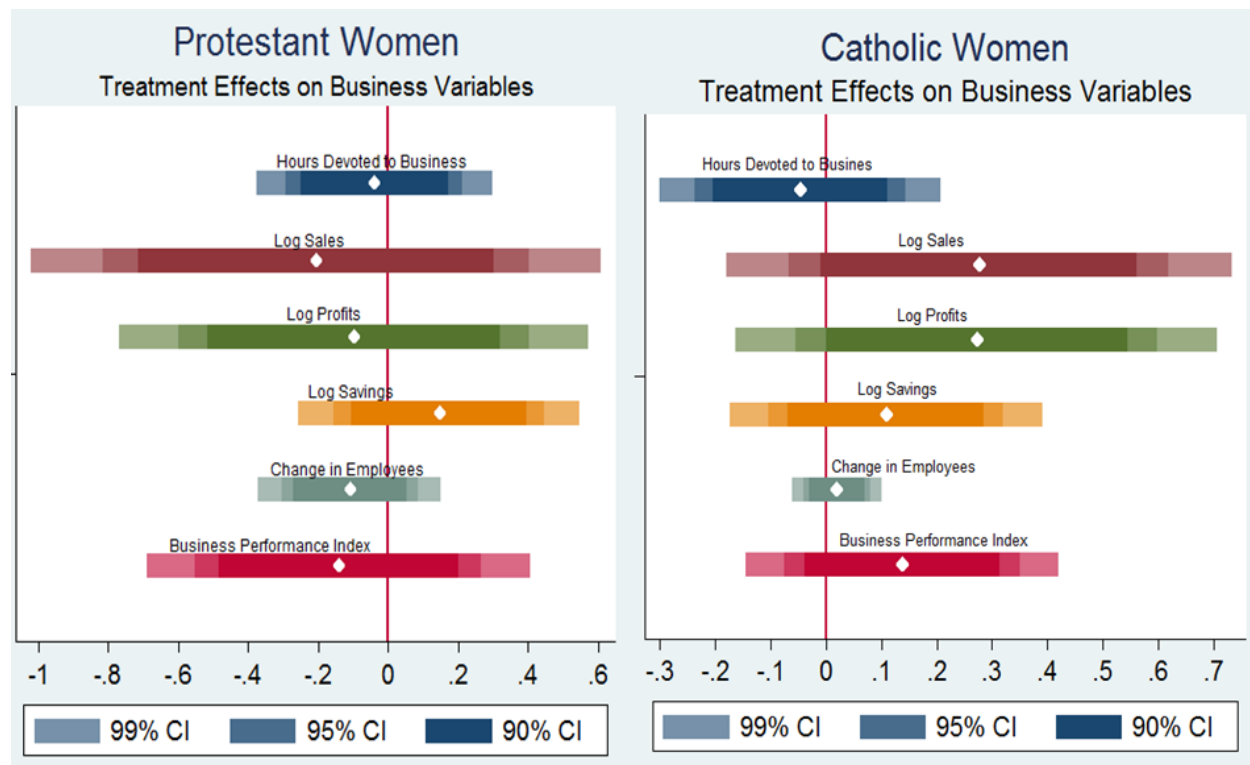 Protestant Women
Treatment Effects on Business Variables
Hours Devoted to Business
Log Sales
Log Profits
Log Savings
Change in Employees
Business Performance Index
-1 -.8 -.6 -.4 -.2 0 .2 .4 .6
99% CI 95% CI 90% CI
Catholic Women
Treatment Effects on Business Variables
Hours Devoted to Busines
Log Sales
Log Profits
Log Savings
Change in Employees
Business Performance Index
-.3 -.2 -.1 0 .1 .2 .3 .4 .5 .6 .7
99% CI 95% CI 90% CI